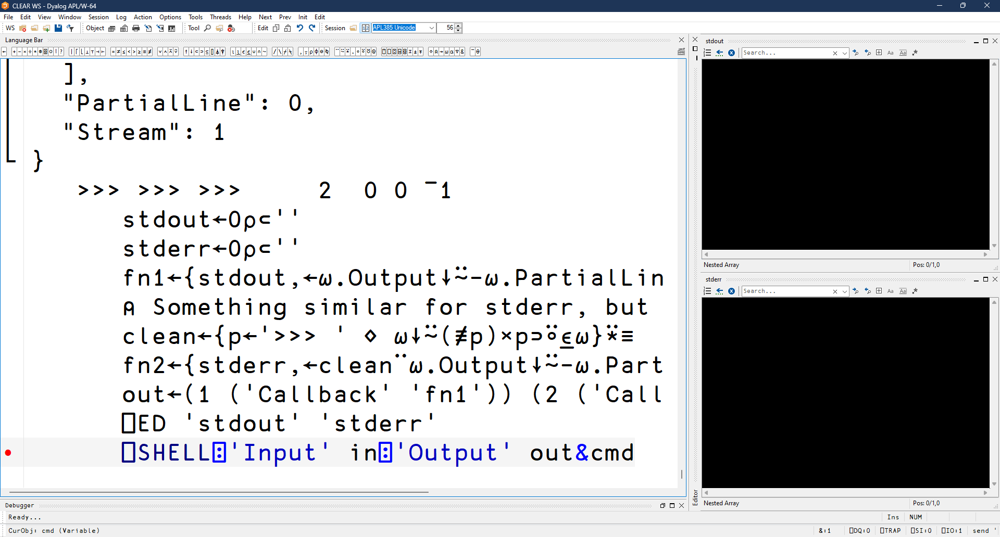 CLEAR WS - Dyalog APL/W-64
File Edit View Window Session Log Action Options Tools Threads Help Next Prev Init Edit
WS Object Tool Edit Session APL385 Unicode 56
Language Bar
],
"PartialLine": 0,
"Stream": 1
}
>>> >>> >>> 2 0 0 ¯1
stdout←0⍴⊂''
stderr←0⍴⊂''
fn1←{stdout,←⍵.Output↓⍨-⍵.PartialLin
⍝ Something similar for stderr, but
clean←{p←'>>> ' ⋄ ⍵↓⍨(≢p)×p⊃⍤⍷⍵}⍣≡
fn2←{stderr,←clean¨⍵.Output↓⍨-⍵.Part
out←(1 ('Callback' 'fn1')) (2 ('Call
⎕ED 'stdout' 'stderr'
⎕SHELL⍠'Input' in⍠'Output' out&cmd
stdout
Search...
Nested Array Pos: 0/1,0
stderr
Search...
Nested Array Pos: 0/1,0
Editor
Debugger
Ready... Ins NUM
CurObj: cmd (Variable) &:1 ⎕DQ:0 ⎕TRAP ⎕SI:0 ⎕IO:1 send '